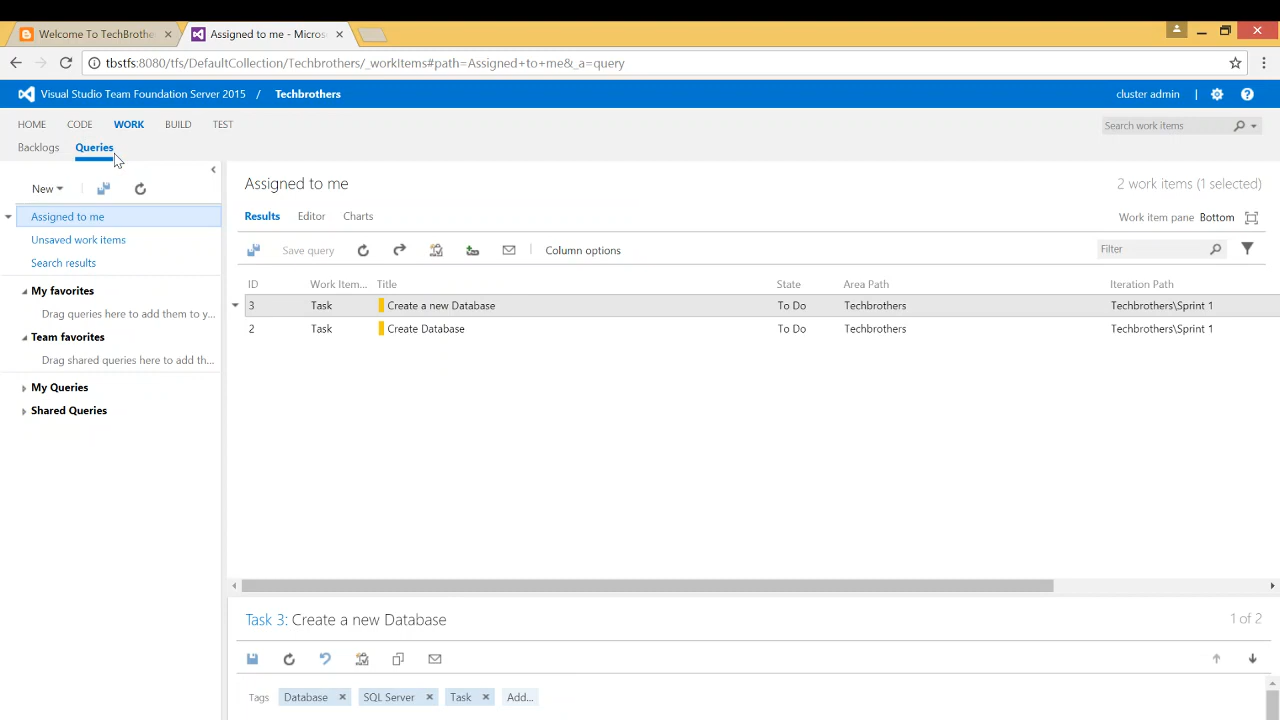 Welcome To TechBrothe
Assigned to me - Micros
tbstfs:8080/tfs/DefaultCollection/Techbrothers/_workItems#path=Assigned+to+me&_a=query
Visual Studio Team Foundation Server 2015 / Techbrothers
cluster admin |
HOME CODE WORK BUILD TEST
Search work items
Backlogs Queries
New
Assigned to me
Unsaved work items
Search results
My favorites
Drag queries here to add them to y...
Team favorites
Drag shared queries here to add th...
My Queries
Shared Queries
Assigned to me
2 work items (1 selected)
Results Editor Charts
Work item pane Bottom
Save query
Column options
Filter
ID Work Item... Title State Area Path Iteration Path
3 Task Create a new Database To Do Techbrothers Techbrothers\Sprint 1
2 Task Create Database To Do Techbrothers Techbrothers\Sprint 1
Task 3: Create a new Database
1 of 2
Tags Database SQL Server Task Add...